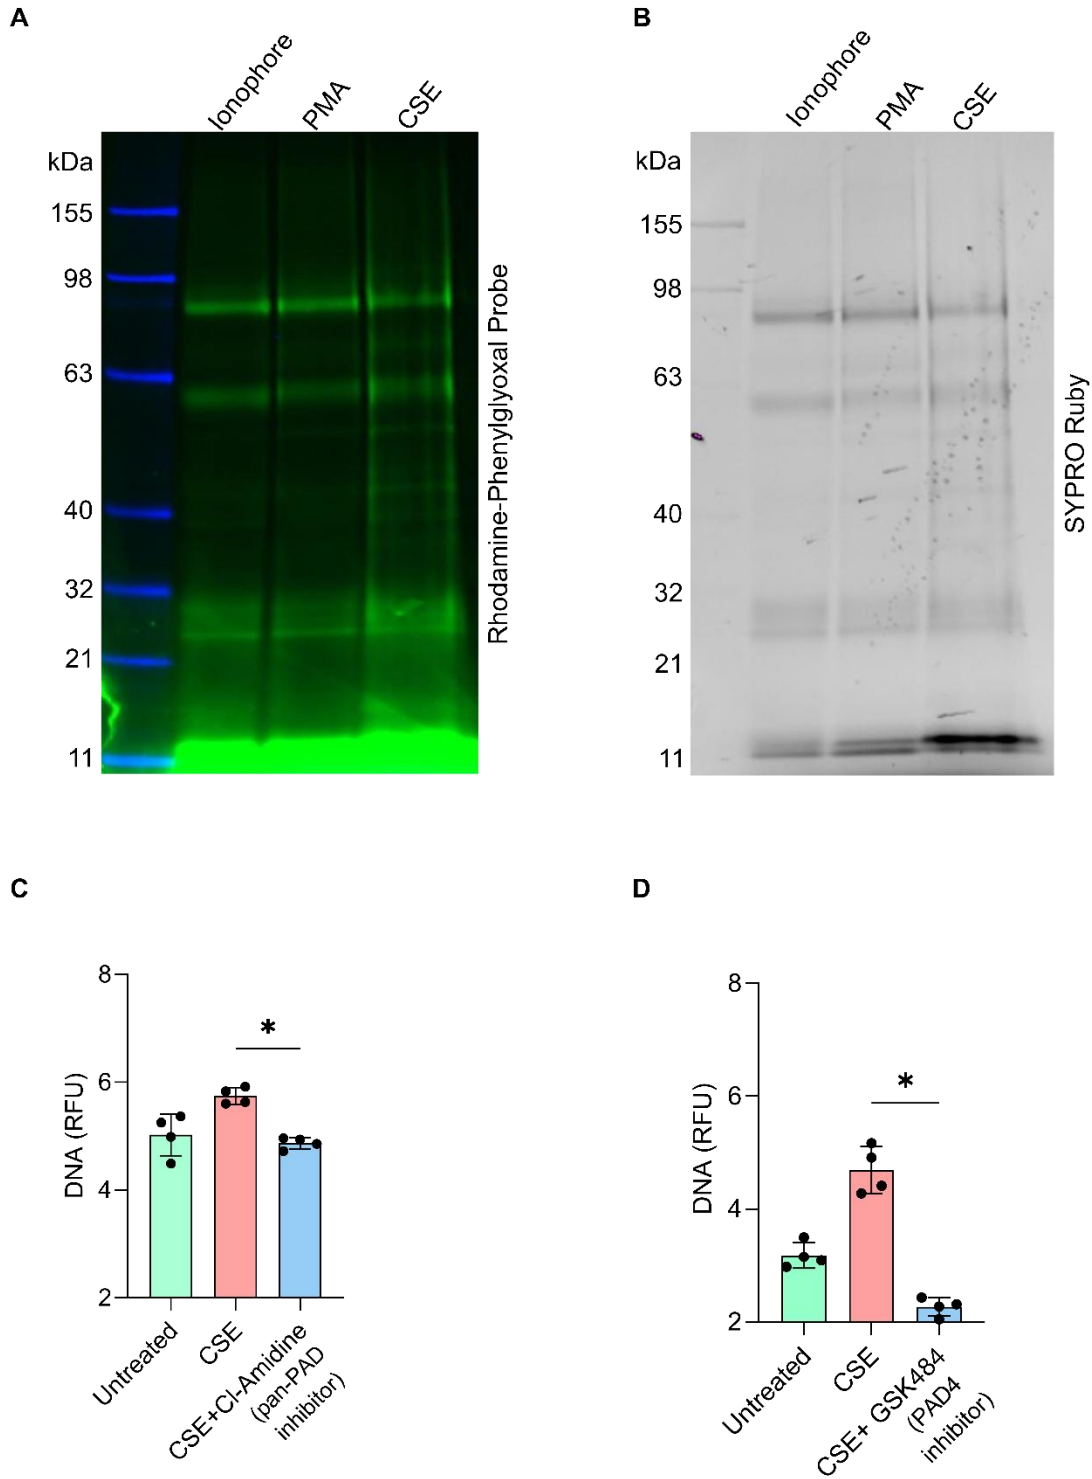 A
Ionophore
PMA
CSE
kDa
155
98
63
40
32
21
11
Rhodamine-Phenylglyoxal Probe
B
Ionophore
PMA
CSE
kDa
155
98
63
40
32
21
11
SYPRO Ruby
C
DNA (RFU)
8
6
4
2
*
Untreated
CSE
CSE+Cl-Amidine
(pan-PAD
inhibitor)
D
DNA (RFU)
8
6
4
2
*
Untreated
CSE
CSE+ GSK484
(PAD4
inhibitor)